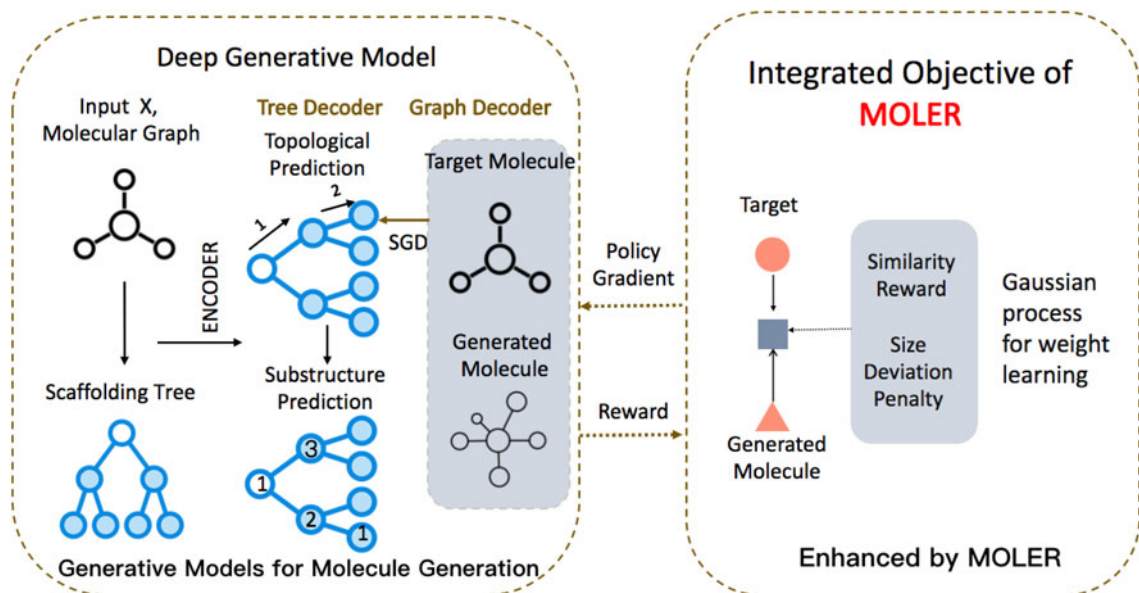 Deep Generative Model
Input X,
Molecular Graph
Tree Decoder
Topological
Prediction
1
2
Graph Decoder
Target Molecule
SGD
ENCODER
Scaffolding Tree
Substructure
Prediction
3
1
2
1
Generated
Molecule
Generative Models for Molecule Generation
Policy
Gradient
Reward
Integrated Objective of
MOLER
Target
Generated
Molecule
Similarity
Reward
Size
Deviation
Penalty
Gaussian
process
for weight
learning
Enhanced by MOLER